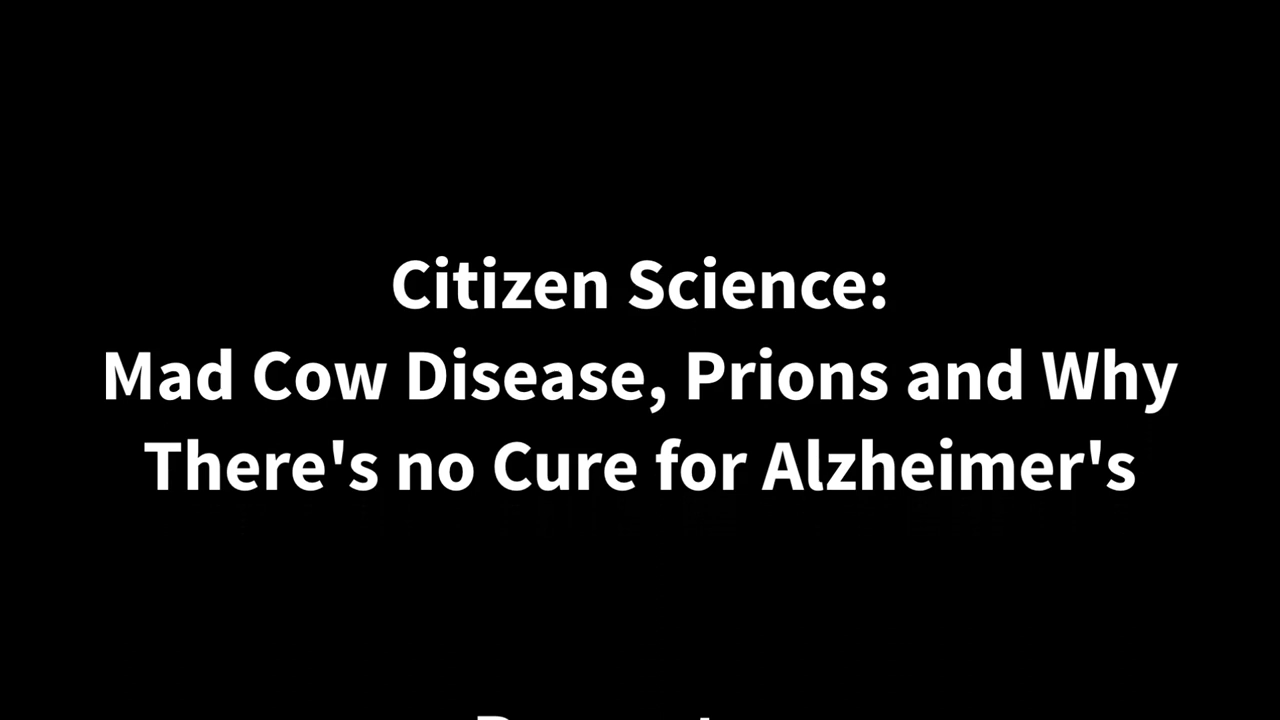 Citizen Science:
Mad Cow Disease, Prions and Why
There's no Cure for Alzheimer's